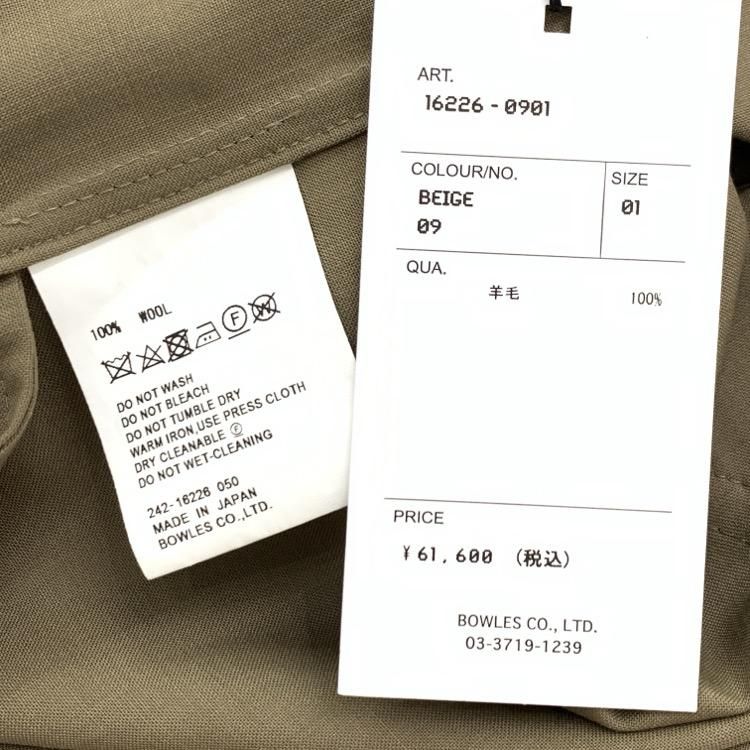 100% WOOL
F W
DO NOT WASH
DO NOT BLEACH
DO NOT TUMBLE DRY
WARM IRON,USE PRESS CLOTH
DRY CLEANABLE Ⓕ
DO NOT WET-CLEANING
242-16226 050
MADE IN JAPAN
BOWLES CO.,LTD.
ART.
16226-0901
COLOUR/NO.
BEIGE
09
SIZE
01
QUA.
羊毛 100%
PRICE
¥61,600 (税込)
BOWLES CO., LTD.
03-3719-1239